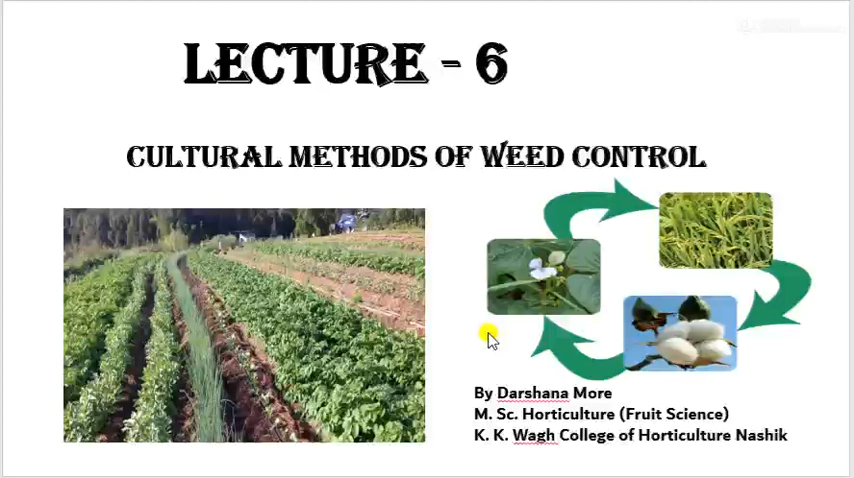 LECTURE - 6
CULTURAL METHODS OF WEED CONTROL
By Darshana More
M. Sc. Horticulture (Fruit Science)
K. K. Wagh College of Horticulture Nashik